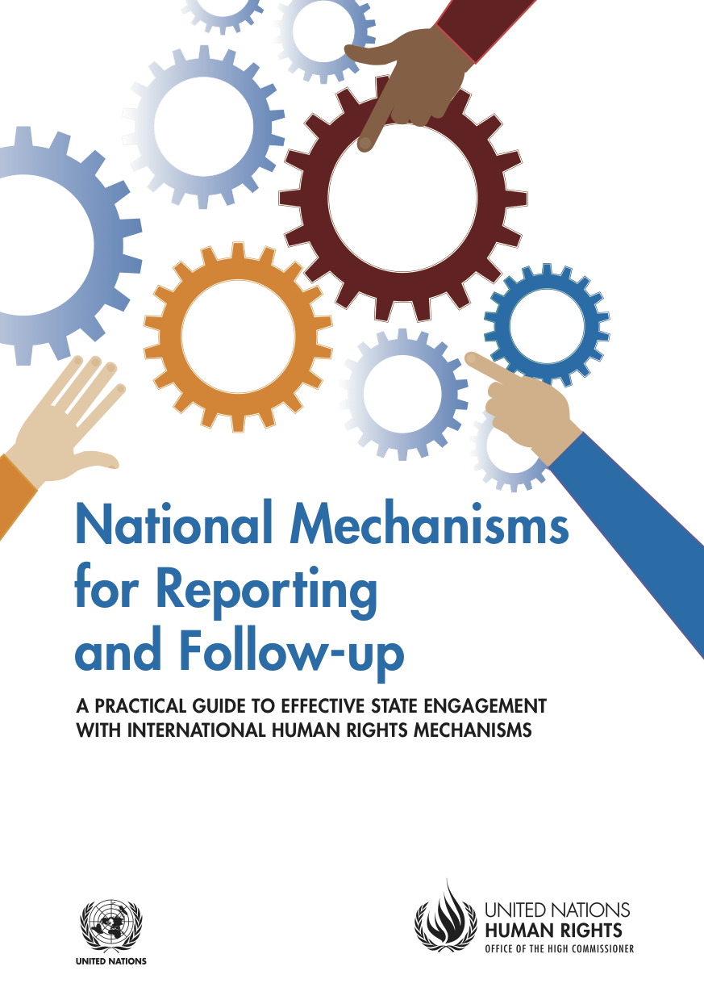 National Mechanisms
for Reporting
and Follow-up
A PRACTICAL GUIDE TO EFFECTIVE STATE ENGAGEMENT
WITH INTERNATIONAL HUMAN RIGHTS MECHANISMS
UNITED NATIONS
UNITED NATIONS
HUMAN RIGHTS
OFFICE OF THE HIGH COMMISSIONER